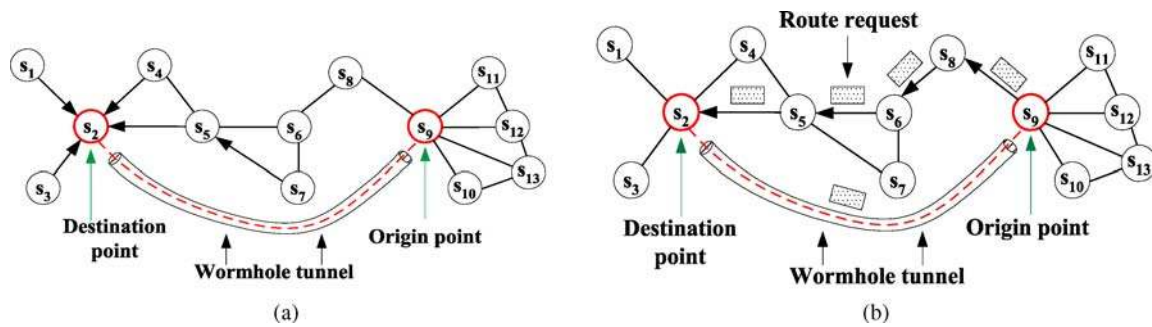 s1
s4
s8
s11
s2
s5
s6
s9
s12
s3
s7
s10
s13
Destination
point
Origin point
Wormhole tunnel
(a)
Route request
s1
s4
s8
s11
s2
s5
s6
s9
s12
s3
s7
s10
s13
Destination
point
Origin point
Wormhole tunnel
(b)